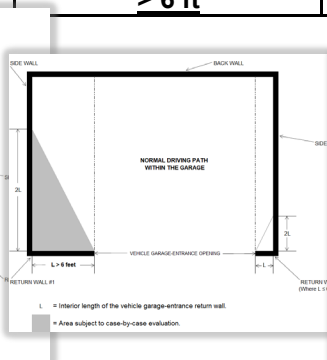 > 6 ft
SIDE WALL
BACK WALL
NORMAL DRIVING PATH
WITHIN THE GARAGE
SIDE
2L
2L
VEHICLE GARAGE-ENTRANCE OPENING
L > 6 feet
L
RETURN WALL #1
RETURN W
(Where L ≤
L = Interior length of the vehicle garage-entrance return wall.
= Area subject to case-by-case evaluation.